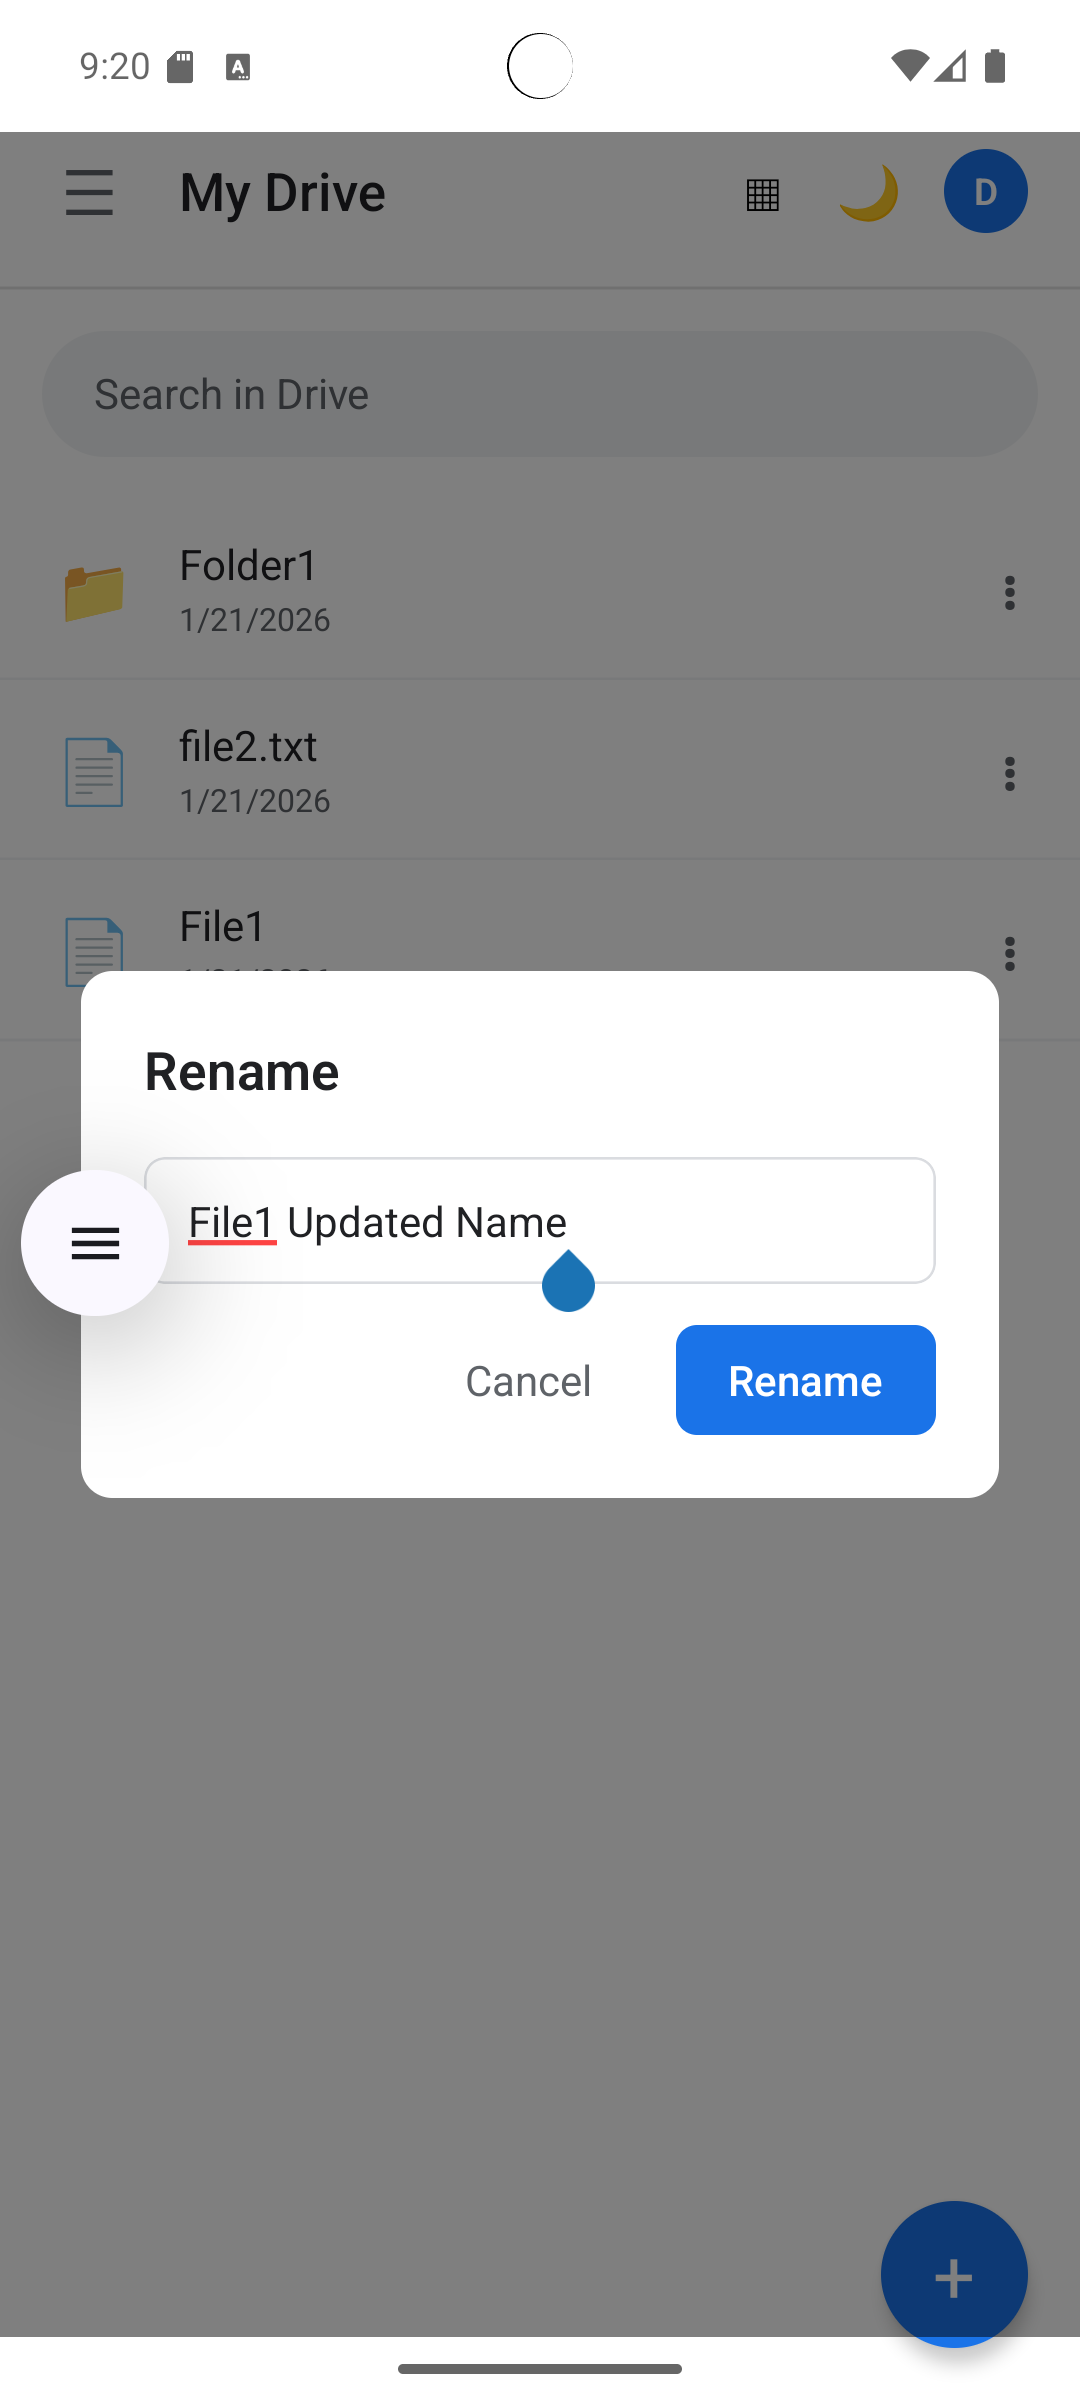 9:20
My Drive
D
Search in Drive
Folder1
1/21/2026
file2.txt
1/21/2026
File1
Rename
File1 Updated Name
Cancel
Rename
+